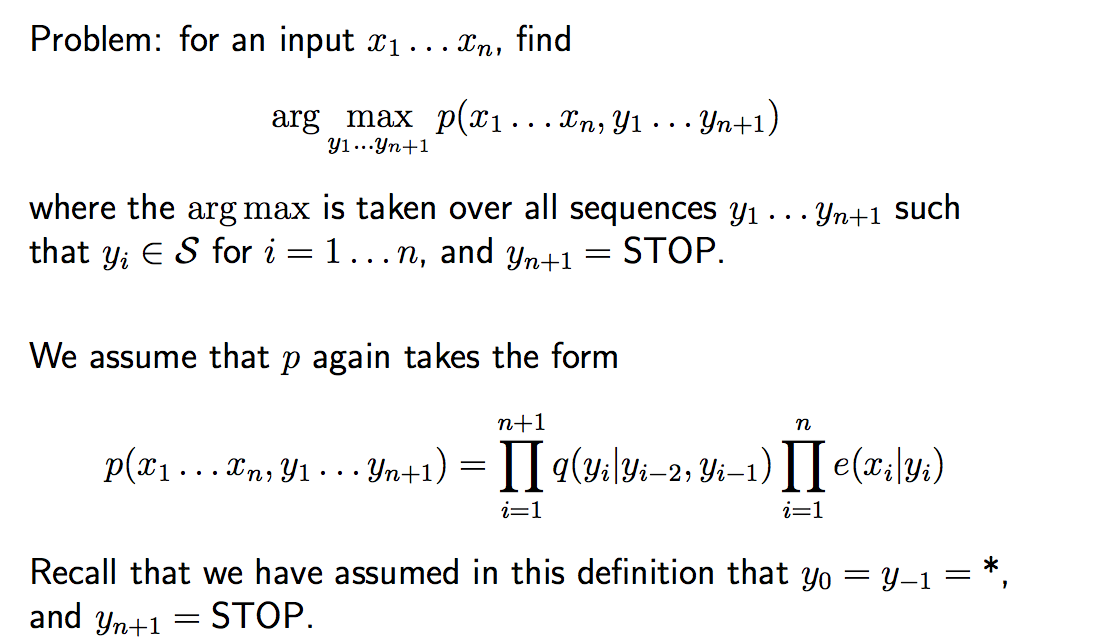 Problem: for an input x₁ … xₙ, find
arg max p(x₁ … xₙ, y₁ … yₙ₊₁)
y₁…yₙ₊₁
where the arg max is taken over all sequences y₁ … yₙ₊₁ such
that yᵢ ∈ 𝒮 for i = 1 … n, and yₙ₊₁ = STOP.
We assume that p again takes the form
p(x₁ … xₙ, y₁ … yₙ₊₁) = ∏_{i=1}^{n+1} q(yᵢ|yᵢ₋₂, yᵢ₋₁) ∏_{i=1}^{n} e(xᵢ|yᵢ)
Recall that we have assumed in this definition that y₀ = y₋₁ = *,
and yₙ₊₁ = STOP.